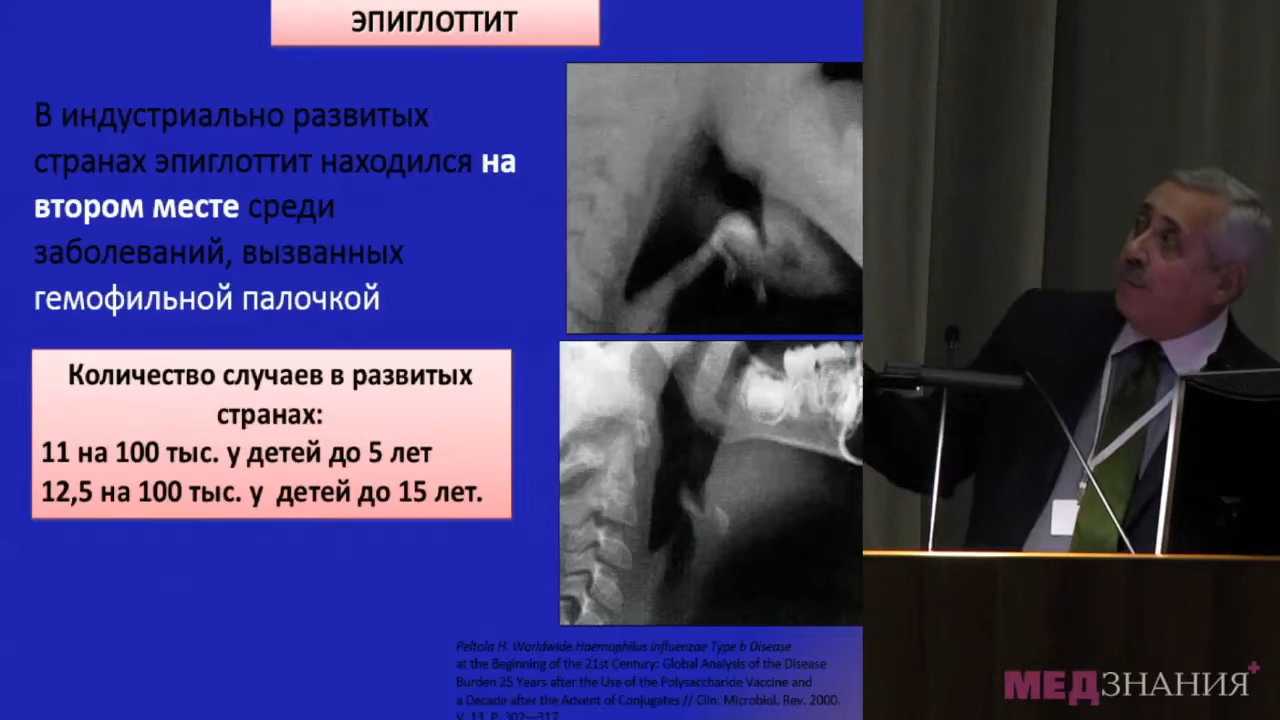 ЭПИГЛОТТИТ
В индустриально развитых
странах эпиглоттит находился на
втором месте среди
заболеваний, вызванных
гемофильной палочкой
Количество случаев в развитых
странах:
11 на 100 тыс. у детей до 5 лет
12,5 на 100 тыс. у детей до 15 лет.
Peltola H. Worldwide Haemophilus influenzae Type b Disease
at the Beginning of the 21st Century: Global Analysis of the Disease
Burden 25 Years after the Use of the Polysaccharide Vaccine and
a Decade after the Advent of Conjugates // Clin. Microbiol. Rev. 2000.
V. 13. P. 302—317
МЕДЗНАНИЯ+